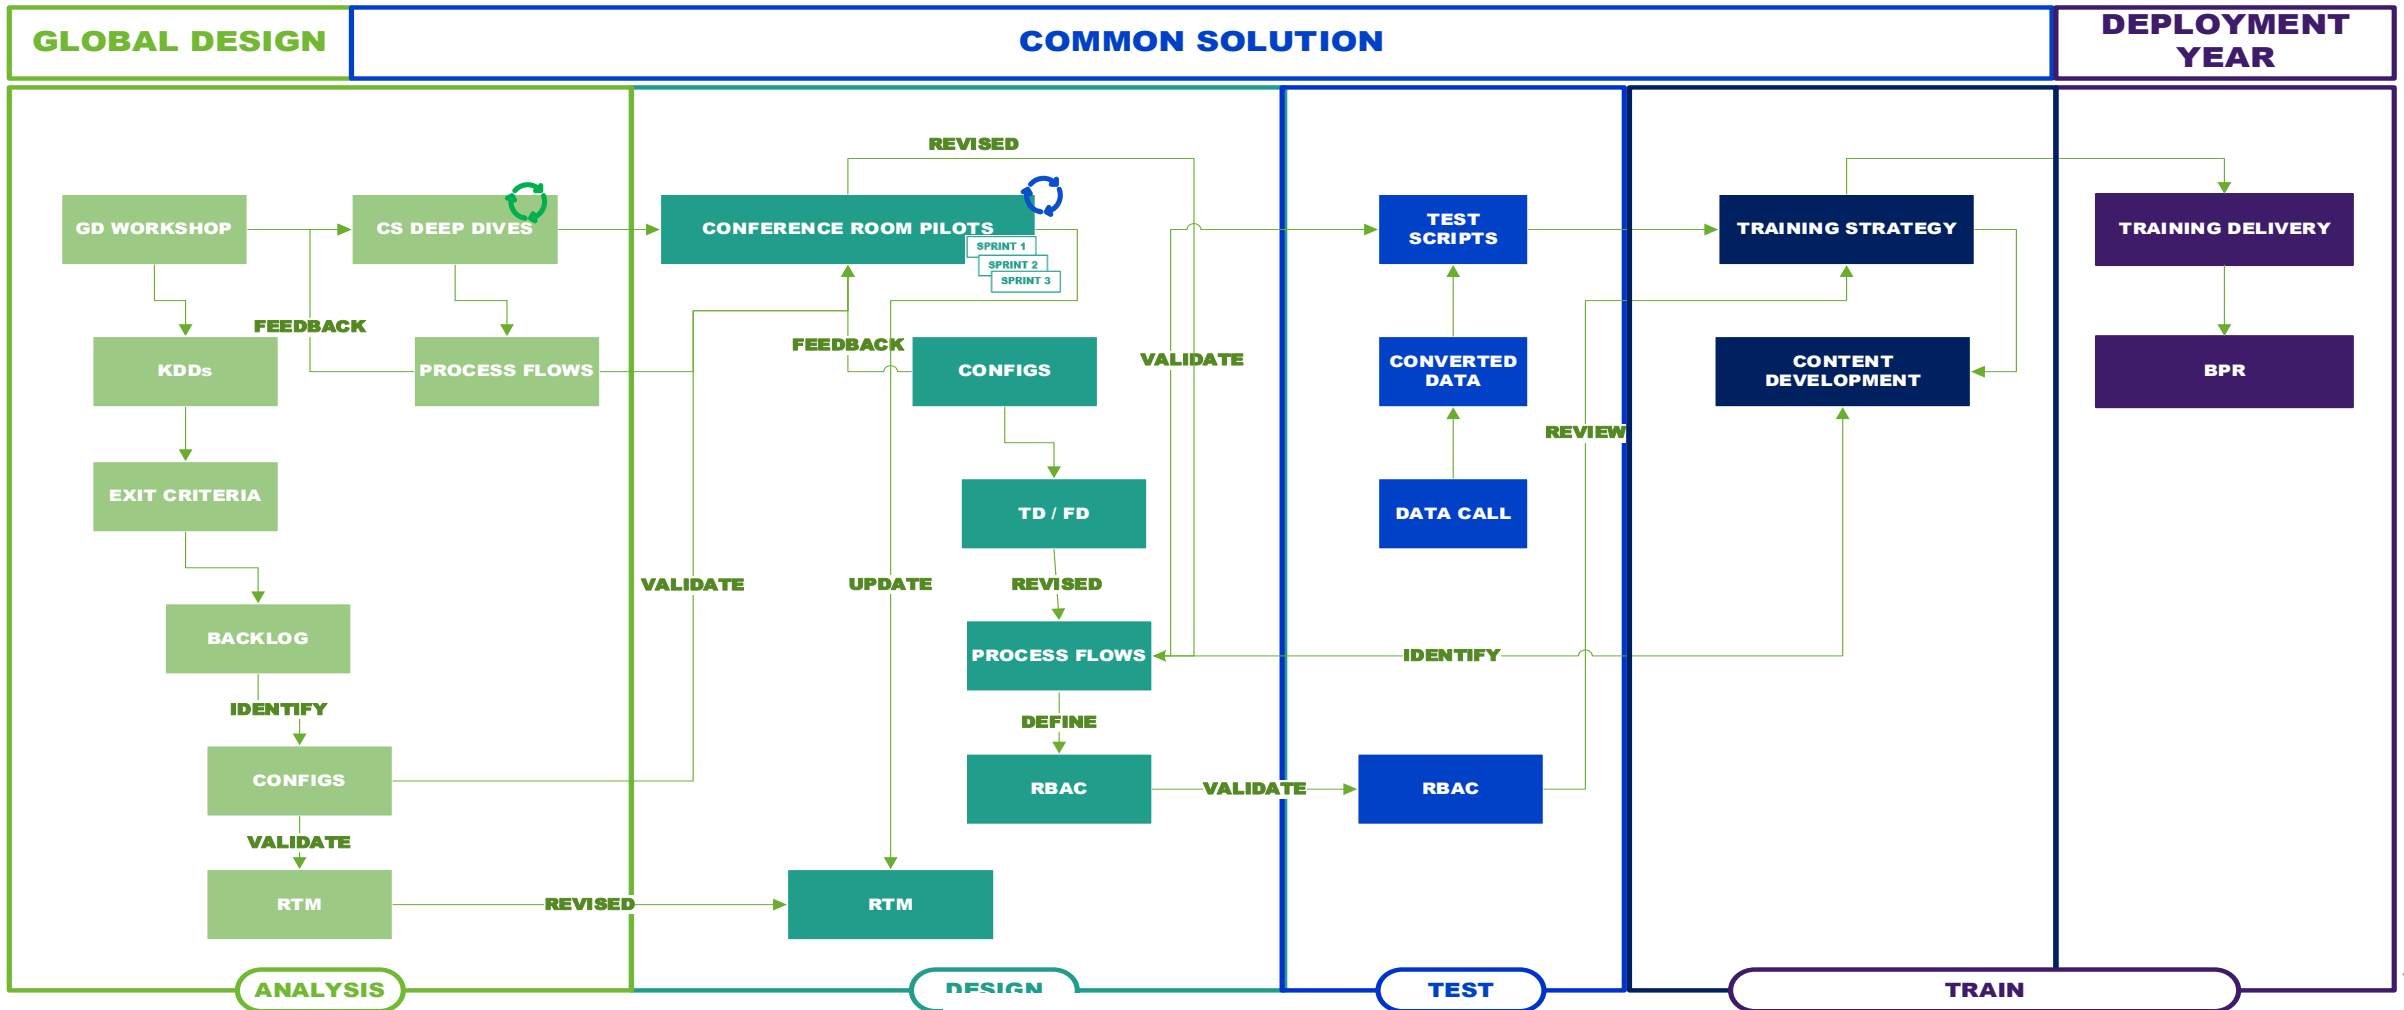 GLOBAL DESIGN
COMMON SOLUTION
DEPLOYMENT
YEAR
REVISED
GD WORKSHOP
CS DEEP DIVES
CONFERENCE ROOM PILOTS
SPRINT 1
SPRINT 2
SPRINT 3
TEST
SCRIPTS
TRAINING STRATEGY
TRAINING DELIVERY
FEEDBACK
FEEDBACK
VALIDATE
KDDs
PROCESS FLOWS
CONFIGS
CONVERTED
DATA
CONTENT
DEVELOPMENT
BPR
REVIEW
EXIT CRITERIA
TD / FD
DATA CALL
VALIDATE
UPDATE
REVISED
BACKLOG
PROCESS FLOWS
IDENTIFY
IDENTIFY
DEFINE
CONFIGS
RBAC
VALIDATE
RBAC
VALIDATE
RTM
REVISED
RTM
ANALYSIS
DESIGN
TEST
TRAIN